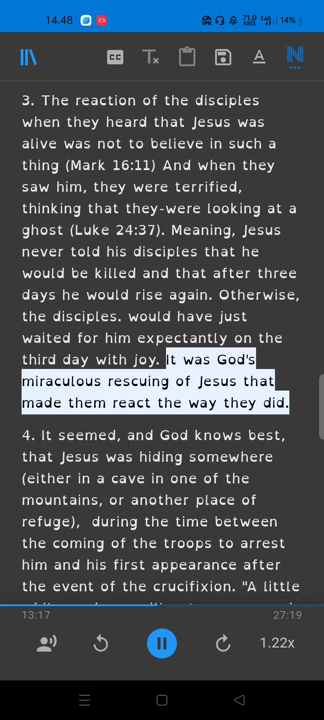 14.48
71.0
KB/s
14%
CC
A
N
3. The reaction of the disciples
when they heard that Jesus was
alive was not to believe in such a
thing (Mark 16:11) And when they
saw him, they were terrified,
thinking that they-were looking at a
ghost (Luke 24:37). Meaning, Jesus
never told his disciples that he
would be killed and that after three
days he would rise again. Otherwise,
the disciples. would have just
waited for him expectantly on the
third day with joy. It was God's
miraculous rescuing of Jesus that
made them react the way they did.
4. It seemed, and God knows best,
that Jesus was hiding somewhere
(either in a cave in one of the
mountains, or another place of
refuge), during the time between
the coming of the troops to arrest
him and his first appearance after
the event of the crucifixion. "A little
13:17
27:19
1.22x